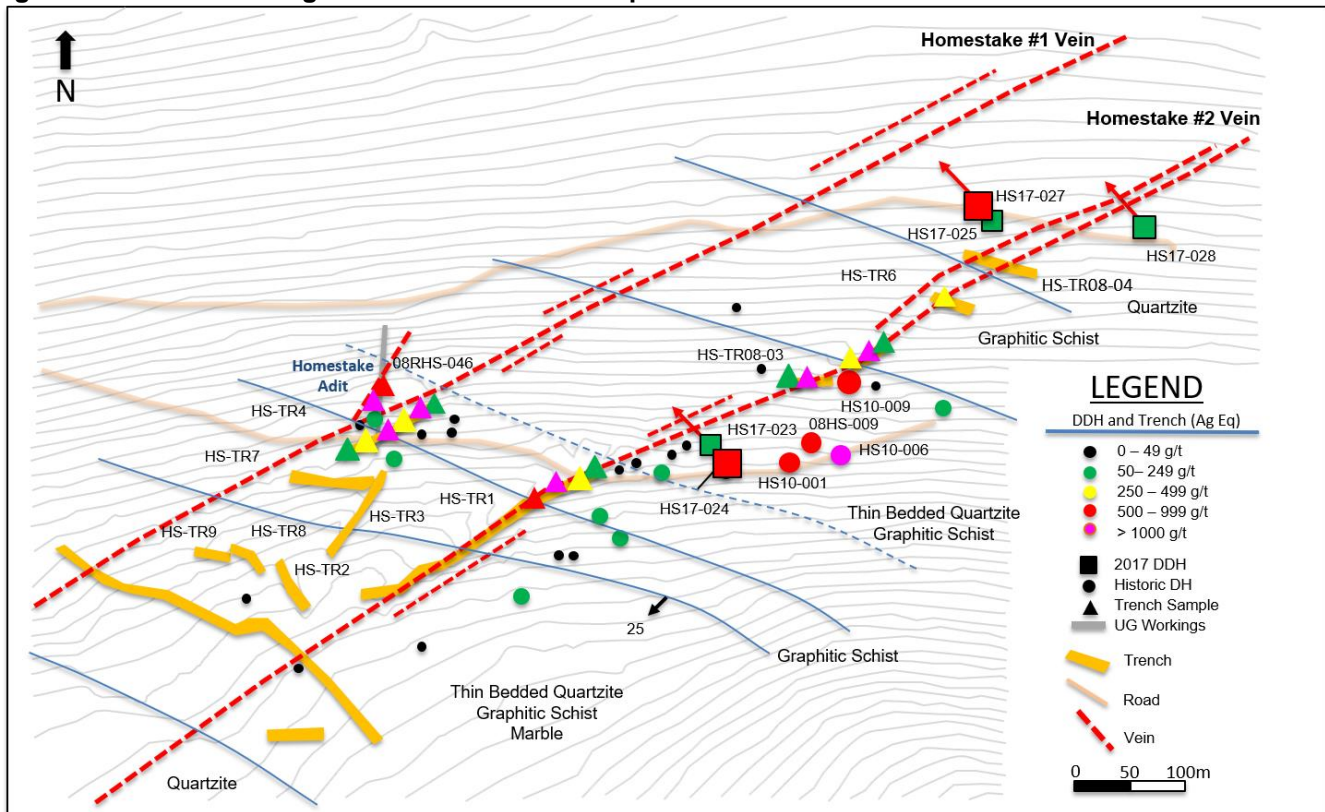 N
Homestake #1 Vein
Homestake #2 Vein
HS17-027
HS17-025
HS17-028
HS-TR6
HS-TR08-04
Quartzite
Graphitic Schist
HS-TR08-03
08RHS-046
Homestake
Adit
HS-TR4
HS10-009
HS17-023
08HS-009
HS10-006
HS-TR7
HS10-001
HS-TR1
HS17-024
HS-TR3
HS-TR9
HS-TR8
HS-TR2
Thin Bedded Quartzite
Graphitic Schist
25
Graphitic Schist
Thin Bedded Quartzite
Graphitic Schist
Marble
Quartzite
LEGEND
DDH and Trench (Ag Eq)
0 – 49 g/t
50– 249 g/t
250 – 499 g/t
500 – 999 g/t
> 1000 g/t
2017 DDH
Historic DH
Trench Sample
UG Workings
Trench
Road
Vein
0 50 100m